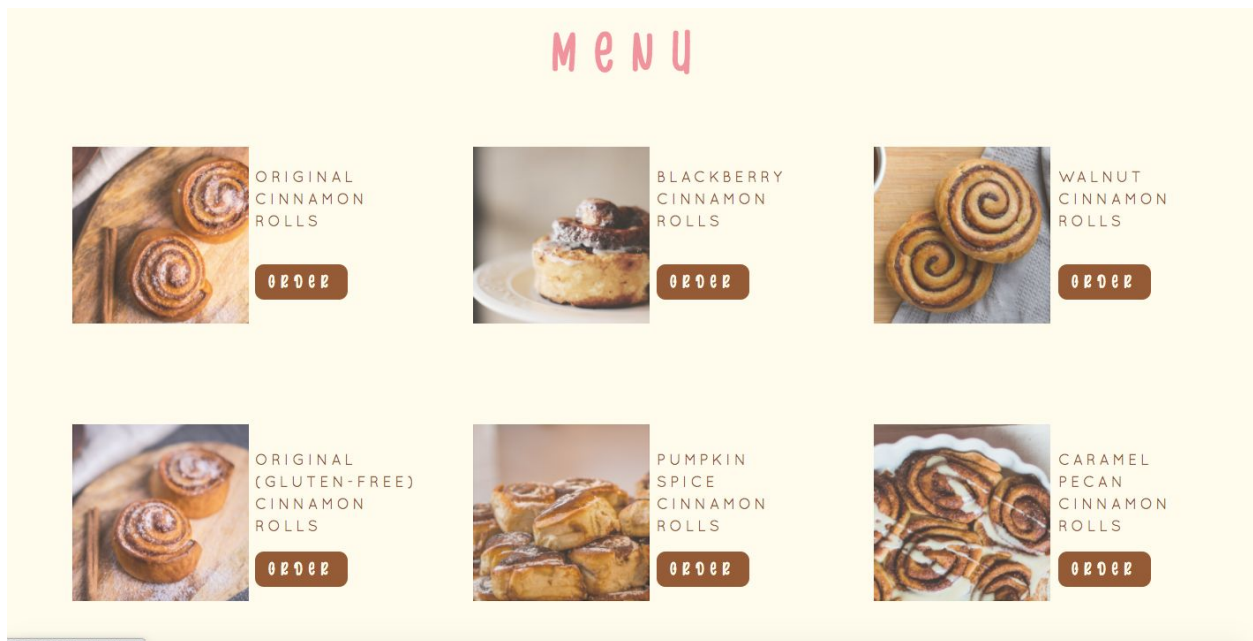 MENU
ORIGINAL
CINNAMON
ROLLS
ORDER
BLACKBERRY
CINNAMON
ROLLS
ORDER
WALNUT
CINNAMON
ROLLS
ORDER
ORIGINAL
(GLUTEN-FREE)
CINNAMON
ROLLS
ORDER
PUMPKIN
SPICE
CINNAMON
ROLLS
ORDER
CARAMEL
PECAN
CINNAMON
ROLLS
ORDER